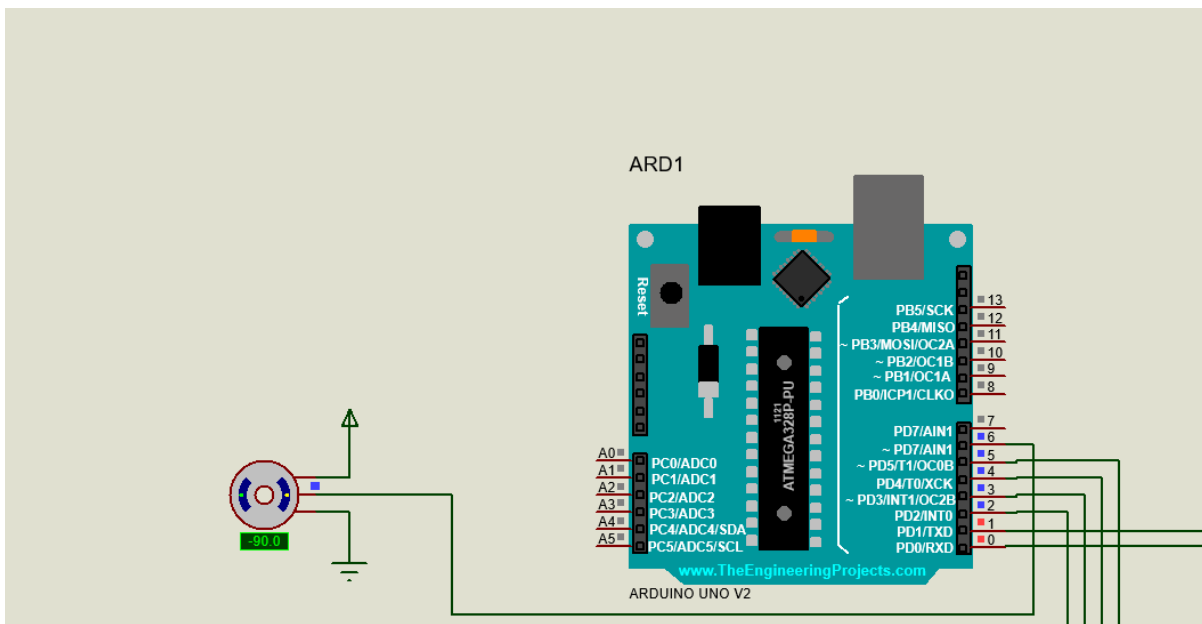 ARD1
Reset
1121
ATMEGA328P-PU
PB5/SCK
PB4/MISO
~ PB3/MOSI/OC2A
~ PB2/OC1B
~ PB1/OC1A
PB0/ICP1/CLKO
13
12
11
10
9
8
PD7/AIN1
~ PD7/AIN1
~ PD5/T1/OC0B
PD4/T0/XCK
~ PD3/INT1/OC2B
PD2/INT0
PD1/TXD
PD0/RXD
7
6
5
4
3
2
1
0
A0
A1
A2
A3
A4
A5
PC0/ADC0
PC1/ADC1
PC2/ADC2
PC3/ADC3
PC4/ADC4/SDA
PC5/ADC5/SCL
www.TheEngineeringProjects.com
ARDUINO UNO V2
-90.0